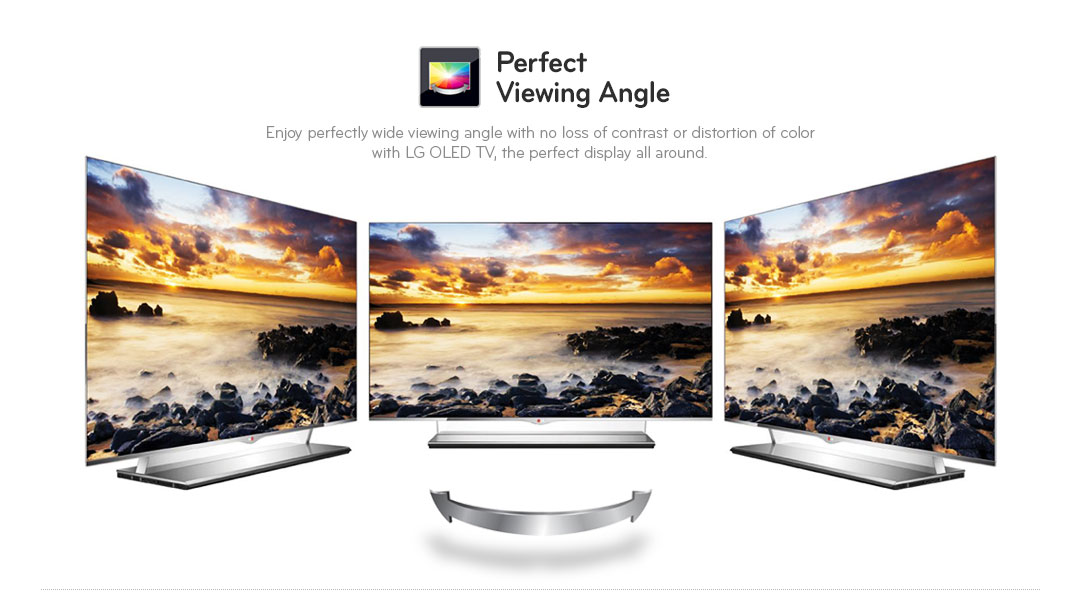 Perfect
Viewing Angle
Enjoy perfectly wide viewing angle with no loss of contrast or distortion of color
with LG OLED TV, the perfect display all around.